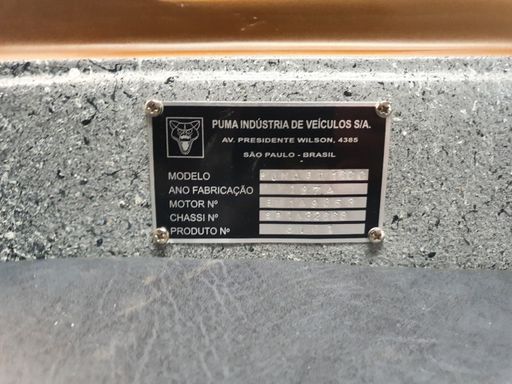 PUMA INDÚSTRIA DE VEÍCULOS S/A.
AV. PRESIDENTE WILSON, 4385
SÃO PAULO - BRASIL
MODELO
ANO FABRICAÇÃO 1974
MOTOR Nº
CHASSI Nº
PRODUTO Nº